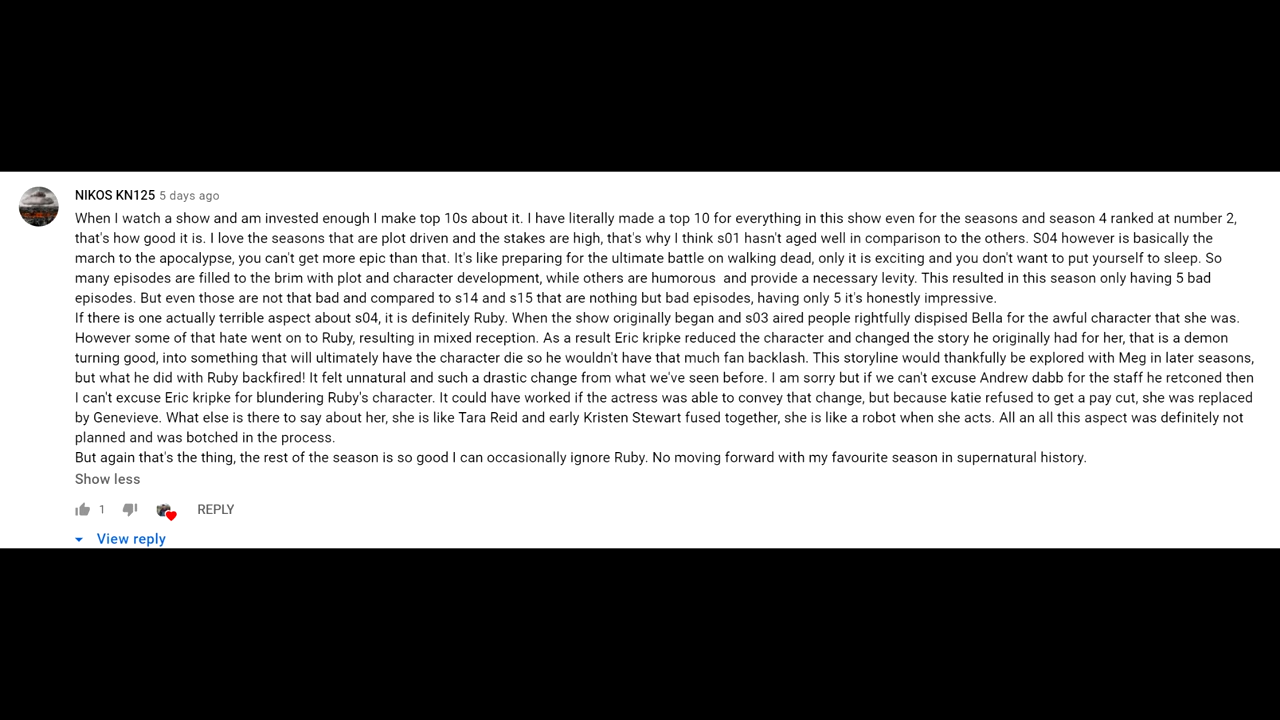 NIKOS KN125 5 days ago
When I watch a show and am invested enough I make top 10s about it. I have literally made a top 10 for everything in this show even for the seasons and season 4 ranked at number 2,
that's how good it is. I love the seasons that are plot driven and the stakes are high, that's why I think s01 hasn't aged well in comparison to the others. S04 however is basically the
march to the apocalypse, you can't get more epic than that. It's like preparing for the ultimate battle on walking dead, only it is exciting and you don't want to put yourself to sleep. So
many episodes are filled to the brim with plot and character development, while others are humorous  and provide a necessary levity. This resulted in this season only having 5 bad
episodes. But even those are not that bad and compared to s14 and s15 that are nothing but bad episodes, having only 5 it's honestly impressive.
If there is one actually terrible aspect about s04, it is definitely Ruby. When the show originally began and s03 aired people rightfully dispised Bella for the awful character that she was.
However some of that hate went on to Ruby, resulting in mixed reception. As a result Eric kripke reduced the character and changed the story he originally had for her, that is a demon
turning good, into something that will ultimately have the character die so he wouldn't have that much fan backlash. This storyline would thankfully be explored with Meg in later seasons,
but what he did with Ruby backfired! It felt unnatural and such a drastic change from what we've seen before. I am sorry but if we can't excuse Andrew dabb for the staff he retconed then
I can't excuse Eric kripke for blundering Ruby's character. It could have worked if the actress was able to convey that change, but because katie refused to get a pay cut, she was replaced
by Genevieve. What else is there to say about her, she is like Tara Reid and early Kristen Stewart fused together, she is like a robot when she acts. All an all this aspect was definitely not
planned and was botched in the process.
But again that's the thing, the rest of the season is so good I can occasionally ignore Ruby. No moving forward with my favourite season in supernatural history.
Show less
1 REPLY
View reply